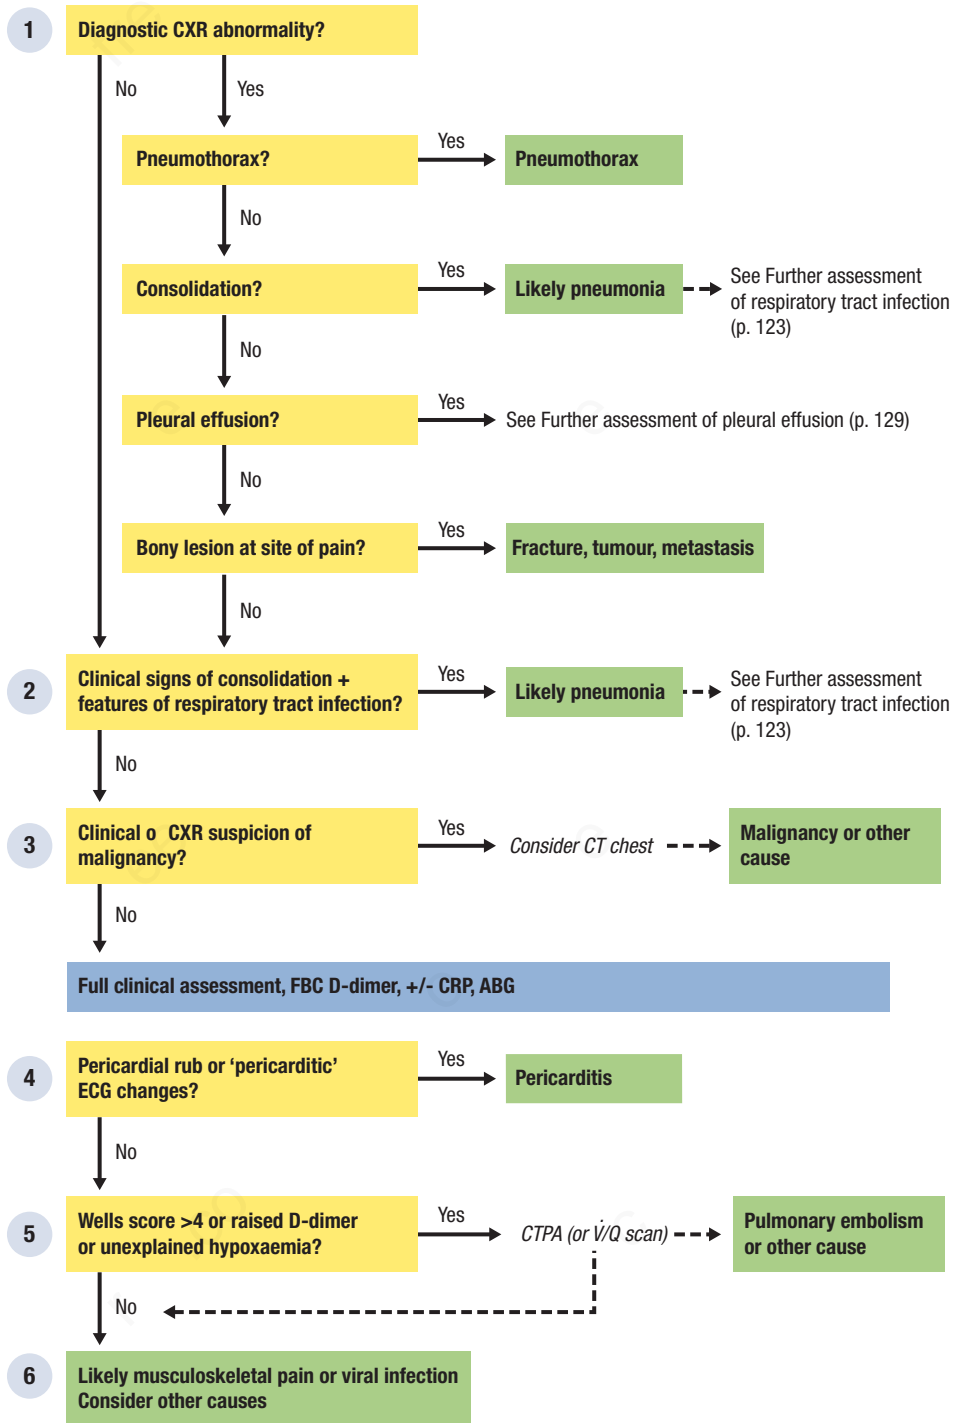 1
Diagnostic CXR abnormality?
No
Yes
Pneumothorax?
Yes
Pneumothorax
No
Consolidation?
Yes
Likely pneumonia
See Further assessment
of respiratory tract infection
(p. 123)
No
Pleural effusion?
Yes
See Further assessment of pleural effusion (p. 129)
No
Bony lesion at site of pain?
Yes
Fracture, tumour, metastasis
No
2
Clinical signs of consolidation +
features of respiratory tract infection?
Yes
Likely pneumonia
See Further assessment
of respiratory tract infection
(p. 123)
No
3
Clinical o CXR suspicion of
malignancy?
Yes
Consider CT chest
Malignancy or other
cause
No
Full clinical assessment, FBC D-dimer, +/- CRP, ABG
4
Pericardial rub or ‘pericarditic’
ECG changes?
Yes
Pericarditis
No
5
Wells score >4 or raised D-dimer
or unexplained hypoxaemia?
Yes
CTPA (or V̇/Q scan)
Pulmonary embolism
or other cause
No
6
Likely musculoskeletal pain or viral infection
Consider other causes